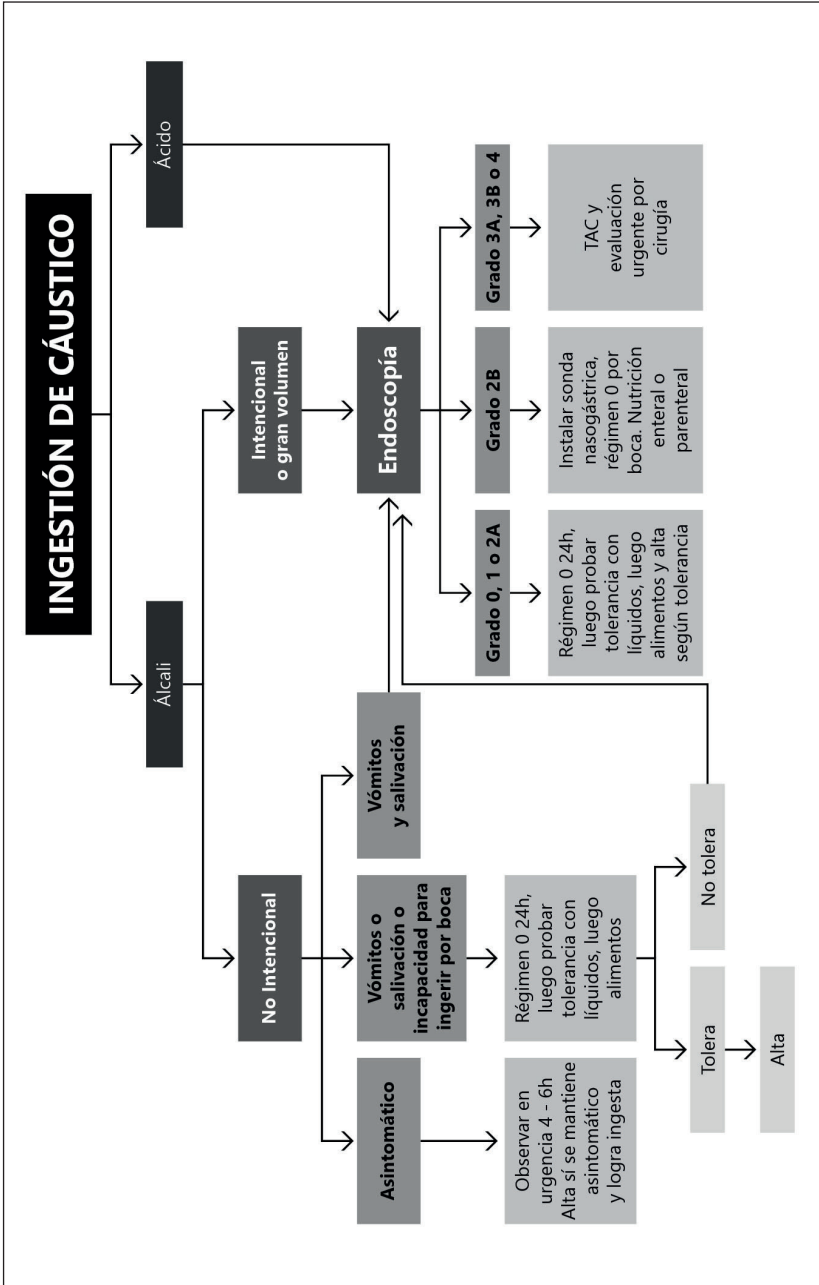 INGESTIÓN DE CÁUSTICO
Álcali
Ácido
No Intencional
Intencional
o gran volumen
Asintomático
Vómitos o
salivación o
incapacidad para
ingerir por boca
Vómitos
y salivación
Endoscopía
Observar en
urgencia 4 - 6h
Alta sí se mantiene
asintomático
y logra ingesta
Régimen 0 24h,
luego probar
tolerancia con
líquidos, luego
alimentos
Grado 0, 1 o 2A
Grado 2B
Grado 3A, 3B o 4
Régimen 0 24h,
luego probar
tolerancia con
líquidos, luego
alimentos y alta
según tolerancia
Instalar sonda
nasogástrica,
régimen 0 por
boca. Nutrición
enteral o
parenteral
TAC y
evaluación
urgente por
cirugía
Tolera
No tolera
Alta